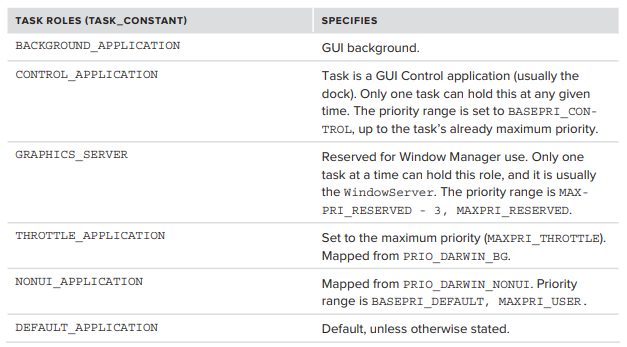 TASK ROLES (TASK_CONSTANT) SPECIFIES
BACKGROUND_APPLICATION GUI background.
CONTROL_APPLICATION Task is a GUI Control application (usually the
dock). Only one task can hold this at any given
time. The priority range is set to BASEPRI_CON-
TROL, up to the task's already maximum priority.
GRAPHICS_SERVER Reserved for Window Manager use. Only one
task at a time can hold this role, and it is usually
the WindowServer. The priority range is MAX-
PRI_RESERVED - 3, MAXPRI_RESERVED.
THROTTLE_APPLICATION Set to the maximum priority (MAXPRI_THROTTLE).
Mapped from PRIO_DARWIN_BG.
NONUI_APPLICATION Mapped from PRIO_DARWIN_NONUI. Priority
range is BASEPRI_DEFAULT, MAXPRI_USER.
DEFAULT_APPLICATION Default, unless otherwise stated.